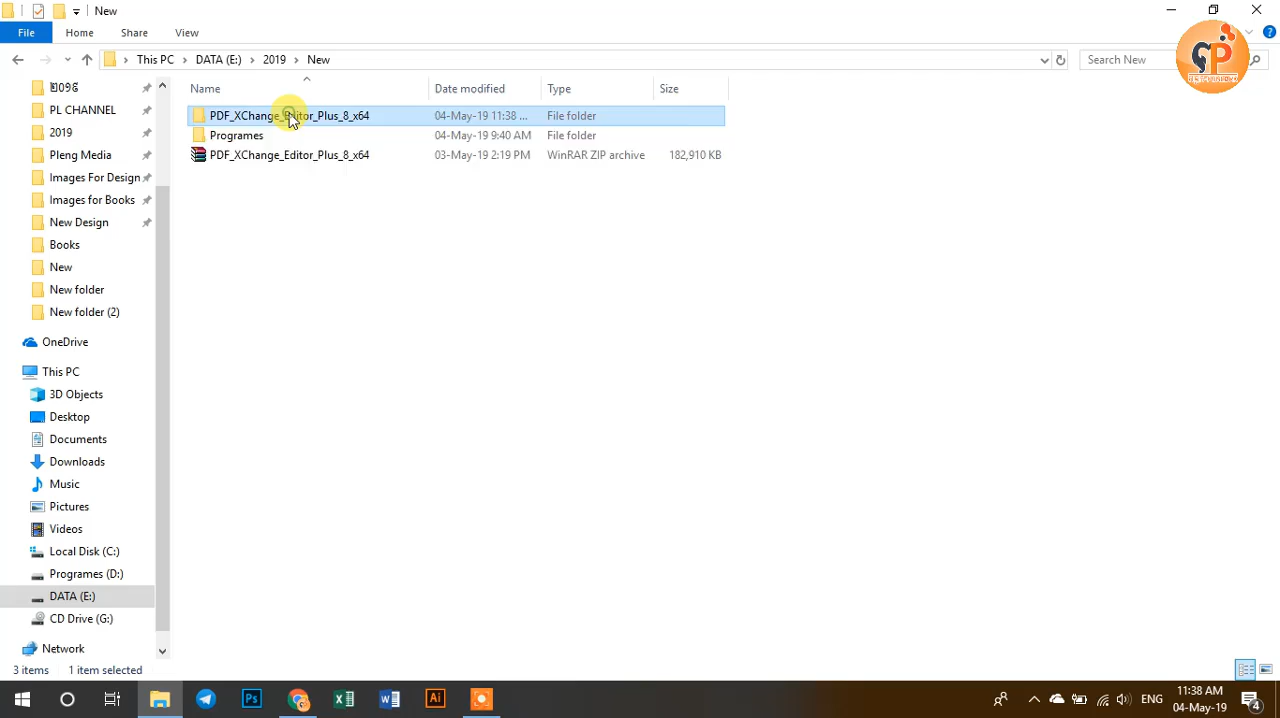 New
File Home Share View
This PC DATA (E:) 2019 New
Search New
Name Date modified Type Size
PDF_XChange_Editor_Plus_8_x64 04-May-19 11:38 ... File folder
Programes 04-May-19 9:40 AM File folder
PDF_XChange_Editor_Plus_8_x64 03-May-19 2:19 PM WinRAR ZIP archive 182,910 KB
PL CHANNEL
2019
Pleng Media
Images For Design
Images for Books
New Design
Books
New
New folder
New folder (2)
OneDrive
This PC
3D Objects
Desktop
Documents
Downloads
Music
Pictures
Videos
Local Disk (C:)
Programes (D:)
DATA (E:)
CD Drive (G:)
Network
3 items 1 item selected
Ps
Ai
ENG
11:38 AM
04-May-19
4